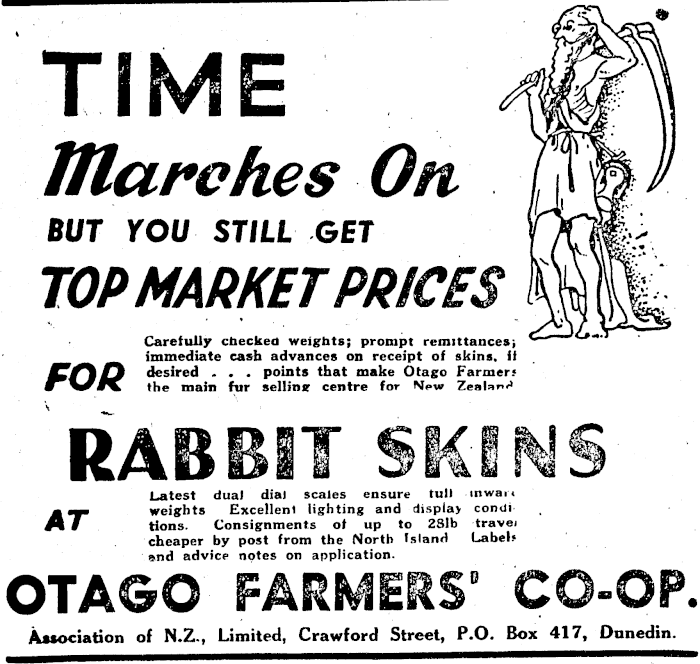 TIME
Marches On
BUT YOU STILL GET
TOP MARKET PRICES
FOR
Carefully checked weights; prompt remittances;
immediate cash advances on receipt of skins, if
desired . . . points that make Otago Farmers
the main fur selling centre for New Zealand
RABBIT SKINS
AT
Latest dual dial scales ensure full inward
weights Excellent lighting and display condi
tions. Consignments of up to 28lb travel
cheaper by post from the North Island Labels
and advice notes on application.
OTAGO FARMERS' CO-OP.
Association of N.Z., Limited, Crawford Street, P.O. Box 417, Dunedin.